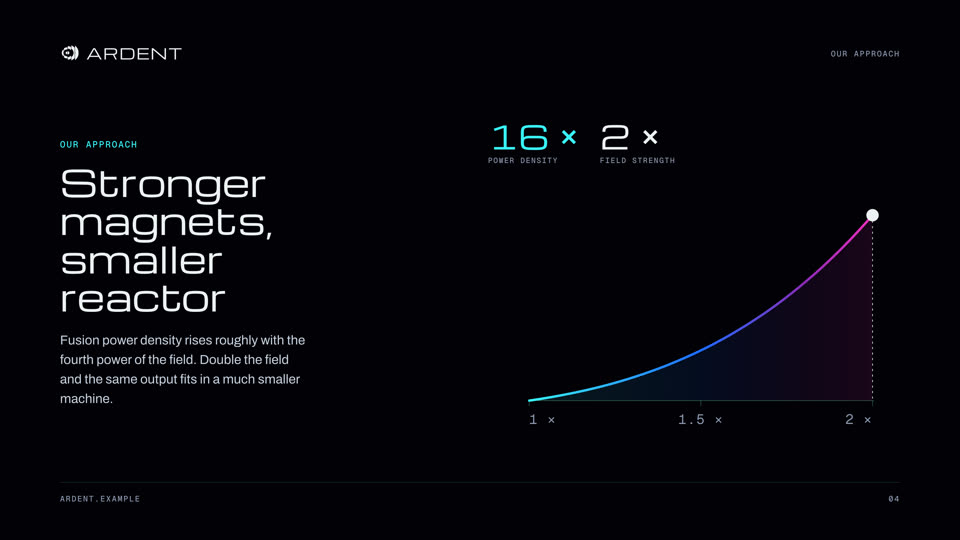 ARDENT
OUR APPROACH
OUR APPROACH
Stronger
magnets,
smaller
reactor
Fusion power density rises roughly with the
fourth power of the field. Double the field
and the same output fits in a much smaller
machine.
16 ×
POWER DENSITY
2 ×
FIELD STRENGTH
1 ×
1.5 ×
2 ×
ARDENT.EXAMPLE
04